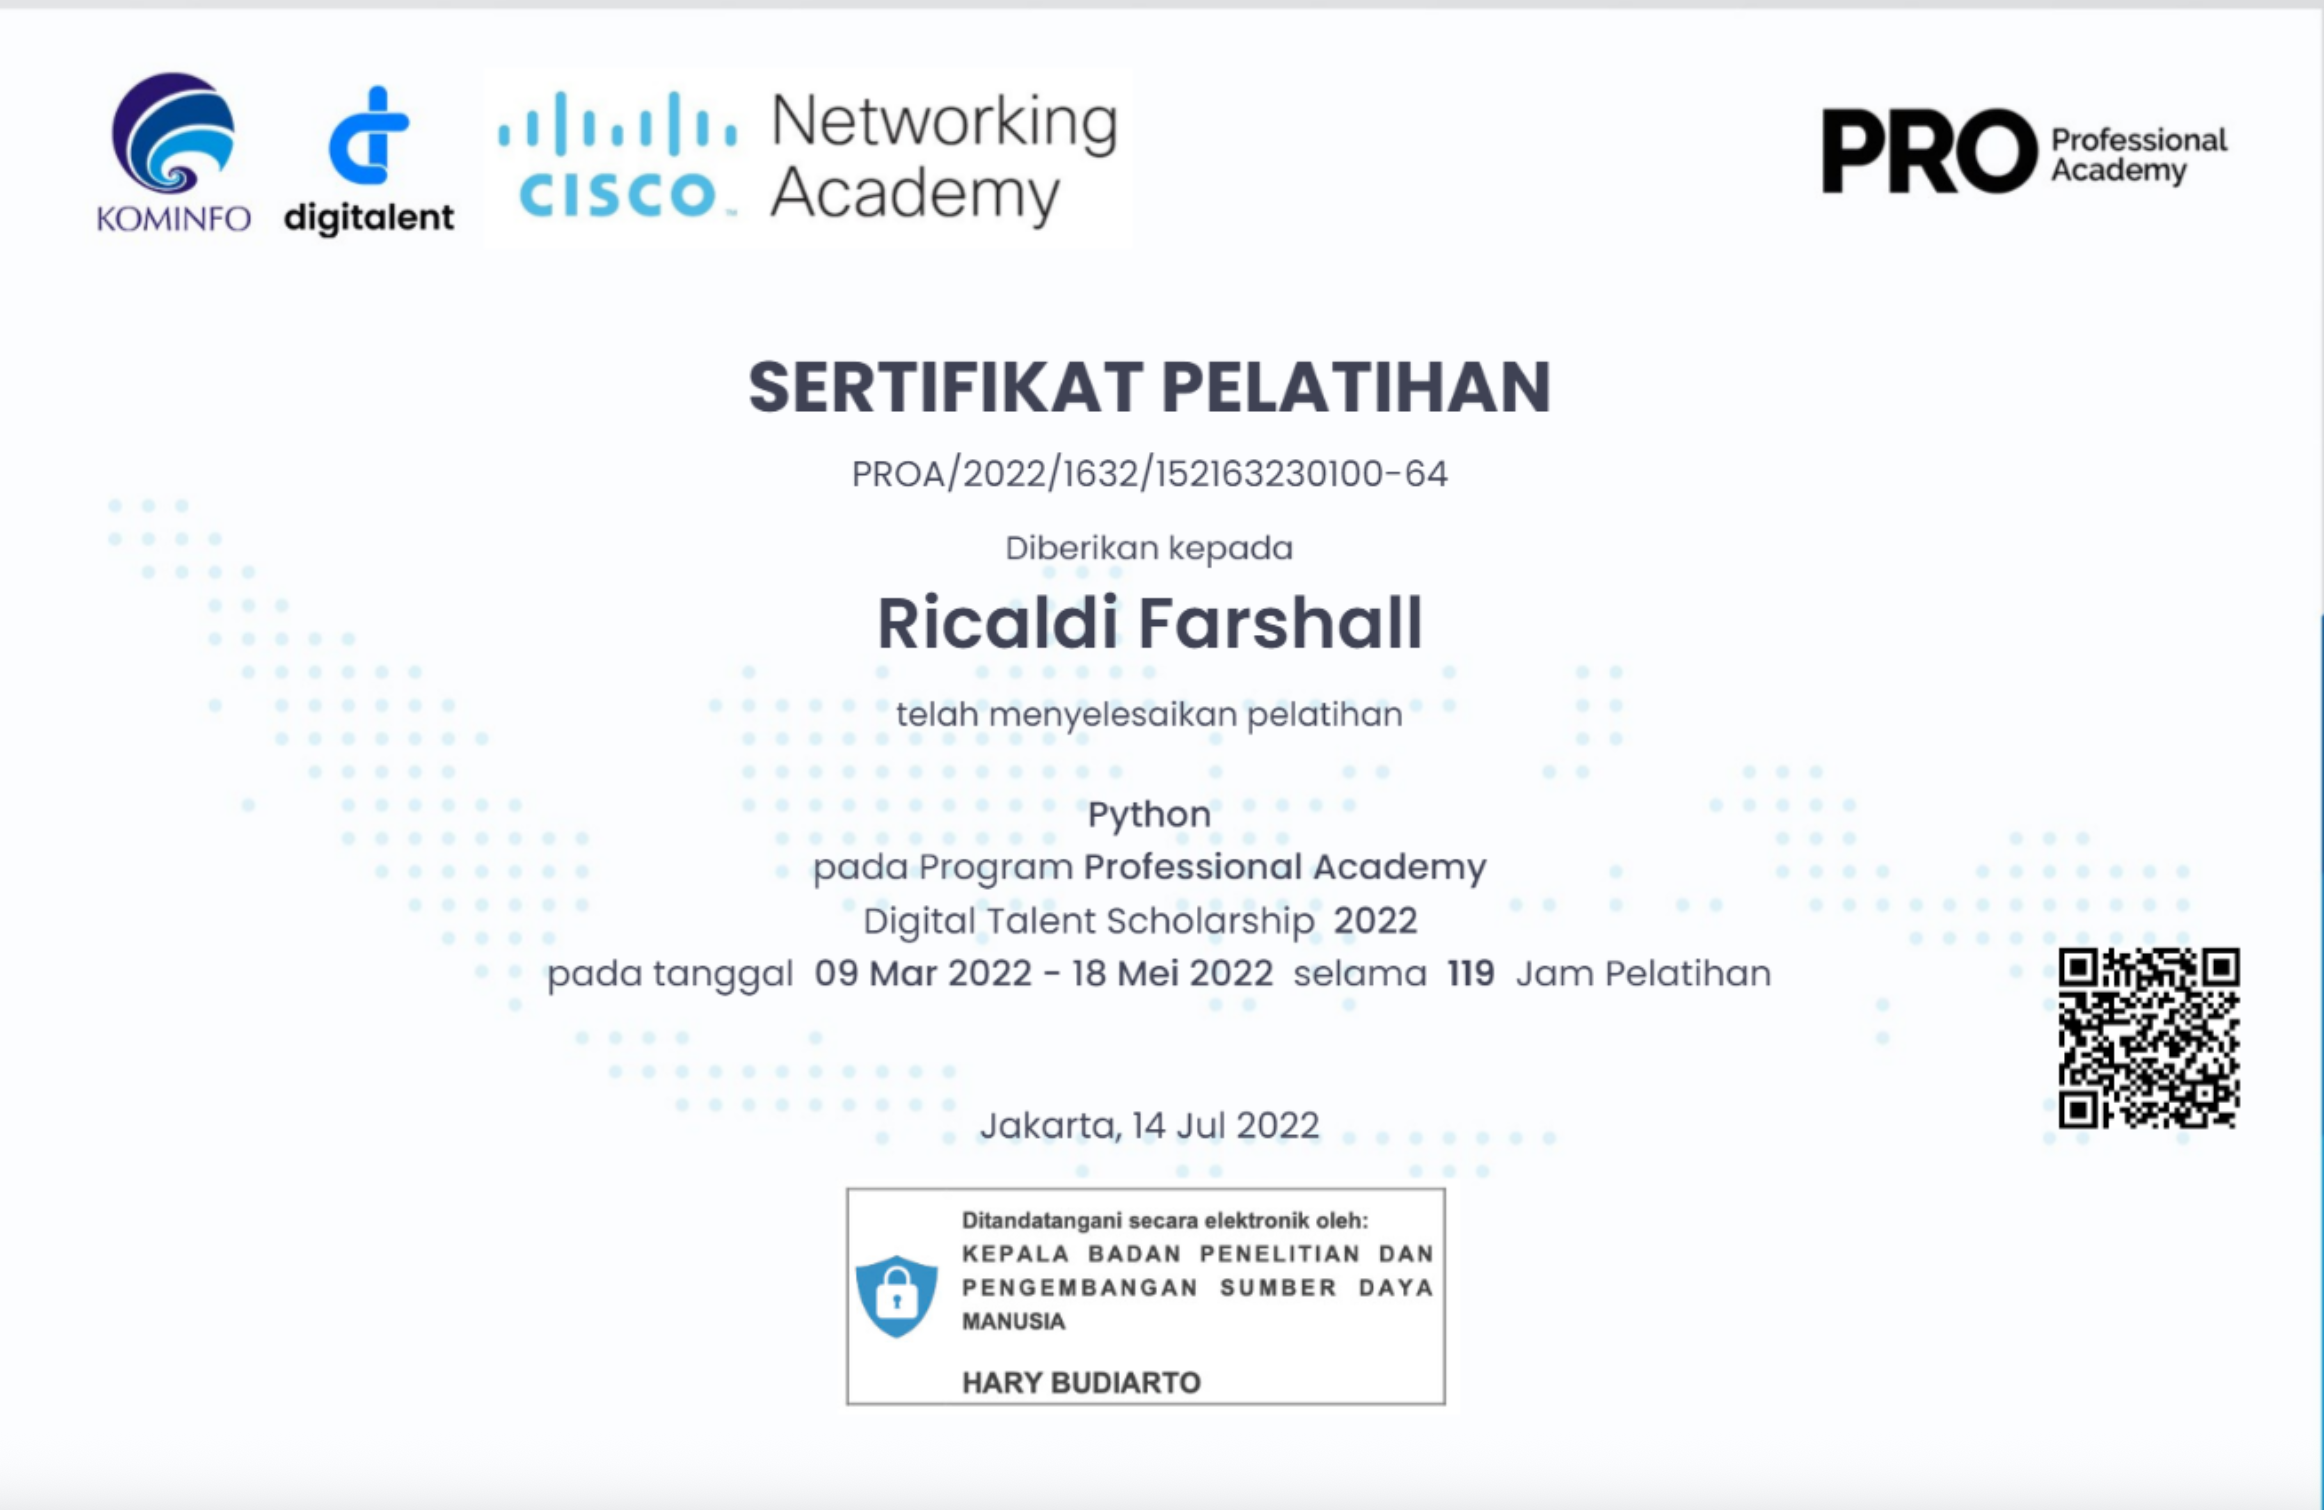 KOMINFO
digitalent
CISCO™ Networking Academy
PRO Professional Academy
SERTIFIKAT PELATIHAN
PROA/2022/1632/152163230100-64
Diberikan kepada
Ricaldi Farshall
telah menyelesaikan pelatihan
Python
pada Program Professional Academy
Digital Talent Scholarship 2022
pada tanggal 09 Mar 2022 - 18 Mei 2022 selama 119 Jam Pelatihan
Jakarta, 14 Jul 2022
Ditandatangani secara elektronik oleh:
KEPALA BADAN PENELITIAN DAN
PENGEMBANGAN SUMBER DAYA
MANUSIA
HARY BUDIARTO